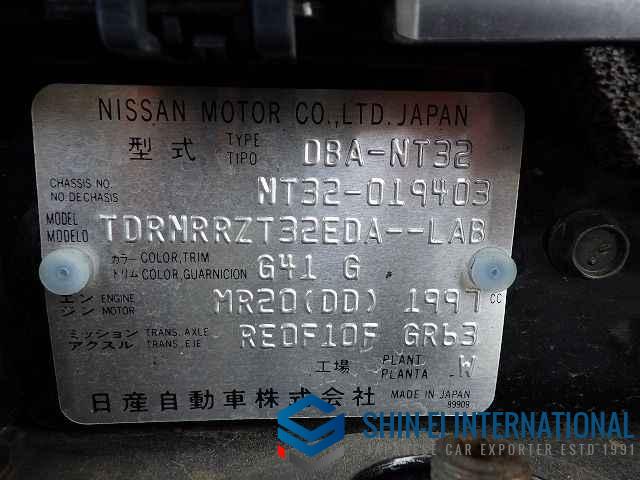 NISSAN MOTOR CO.,LTD. JAPAN
型式 TYPE TIPO DBA-NT32
CHASSIS NO. NO.DECHASIS NT32-019403
MODEL MODELO TDRNRRZT32EDA--LAB
カラー COLOR,TRIM
トリム COLOR,GUARNICION G41 G
エン ENGINE
ジン MOTOR MR20(DD) 1997 CC
ミッション TRANS. AXLE
アクスル TRANS.EJE RE0F10F GR63
工場 PLANT PLANTA W
日産自動車株式会社 MADE IN JAPAN
89909
SHIN EI INTERNATIONAL
JAPANESE CAR EXPORTER ESTD 1991